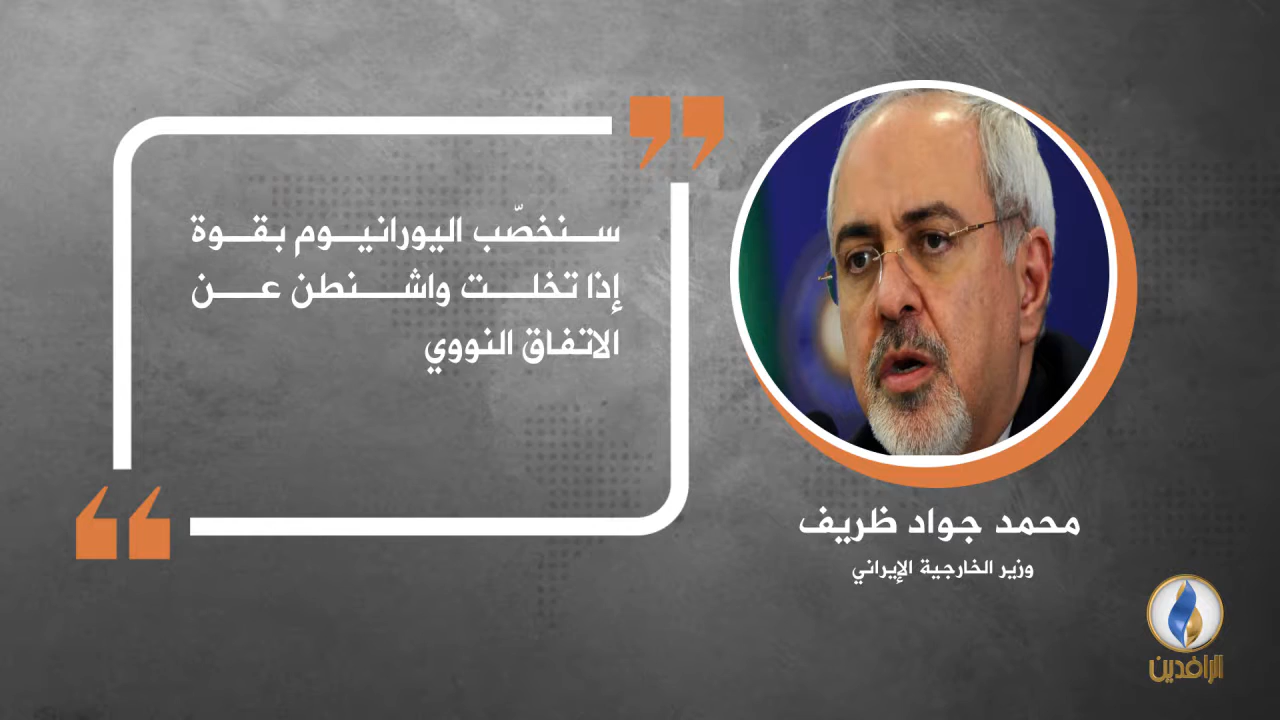 سنخصّب اليورانيوم بقوة
إذا تخلت واشنطن عن
الاتفاق النووي
محمد جواد ظريف
وزير الخارجية الإيراني
الرافدين